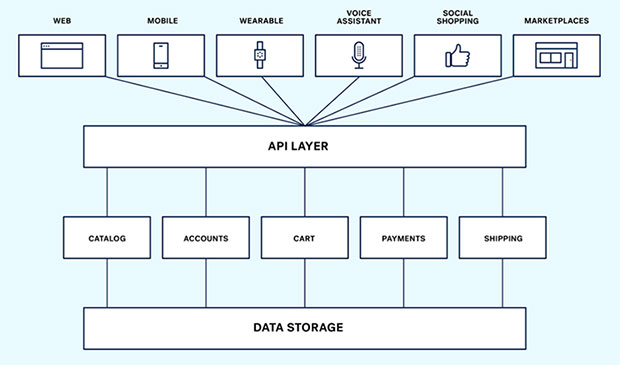 WEB
MOBILE
WEARABLE
VOICE
ASSISTANT
SOCIAL
SHOPPING
MARKETPLACES
API LAYER
CATALOG
ACCOUNTS
CART
PAYMENTS
SHIPPING
DATA STORAGE